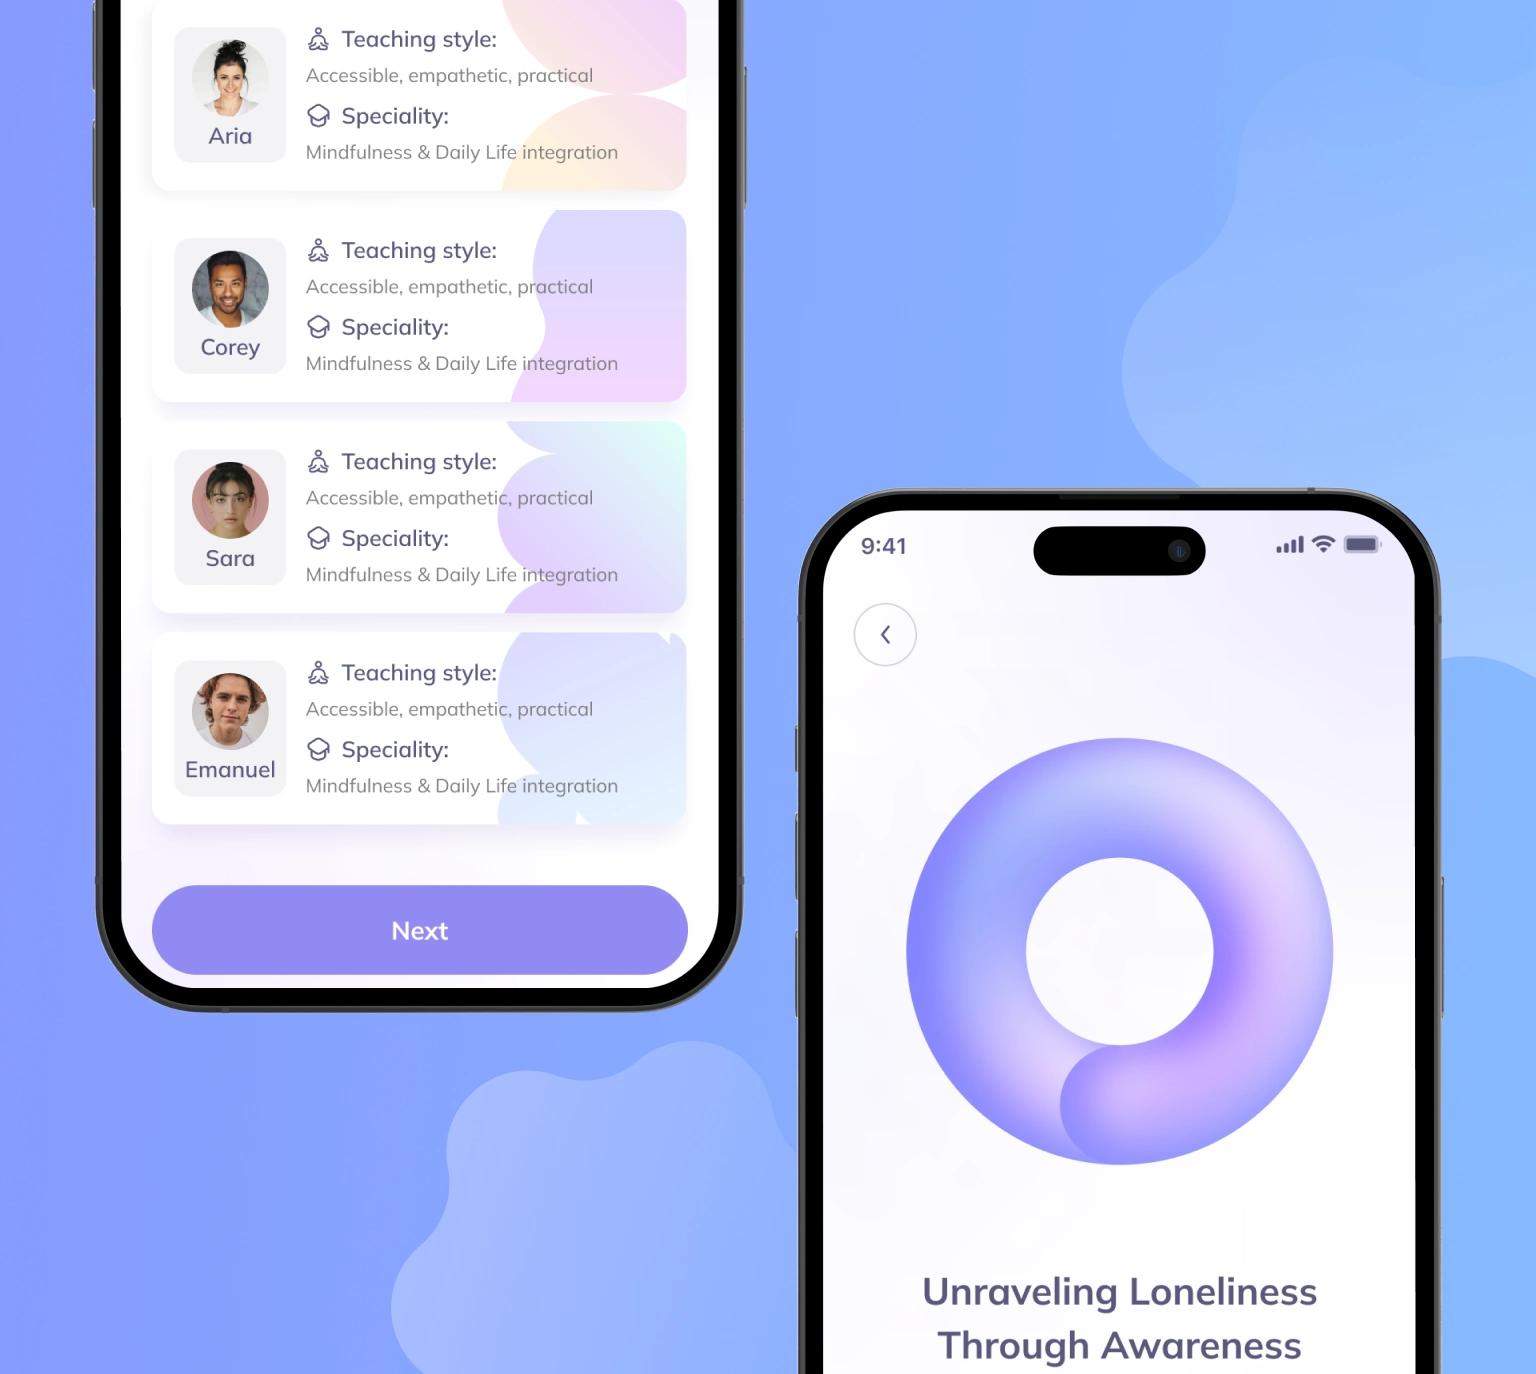 Teaching style:
Accessible, empathetic, practical
Speciality:
Aria
Mindfulness & Daily Life integration
Teaching style:
Accessible, empathetic, practical
Speciality:
Corey
Mindfulness & Daily Life integration
Teaching style:
Accessible, empathetic, practical
Speciality:
Sara
Mindfulness & Daily Life integration
Teaching style:
Accessible, empathetic, practical
Speciality:
Emanuel
Mindfulness & Daily Life integration
Next
9:41
Unraveling Loneliness
Through Awareness